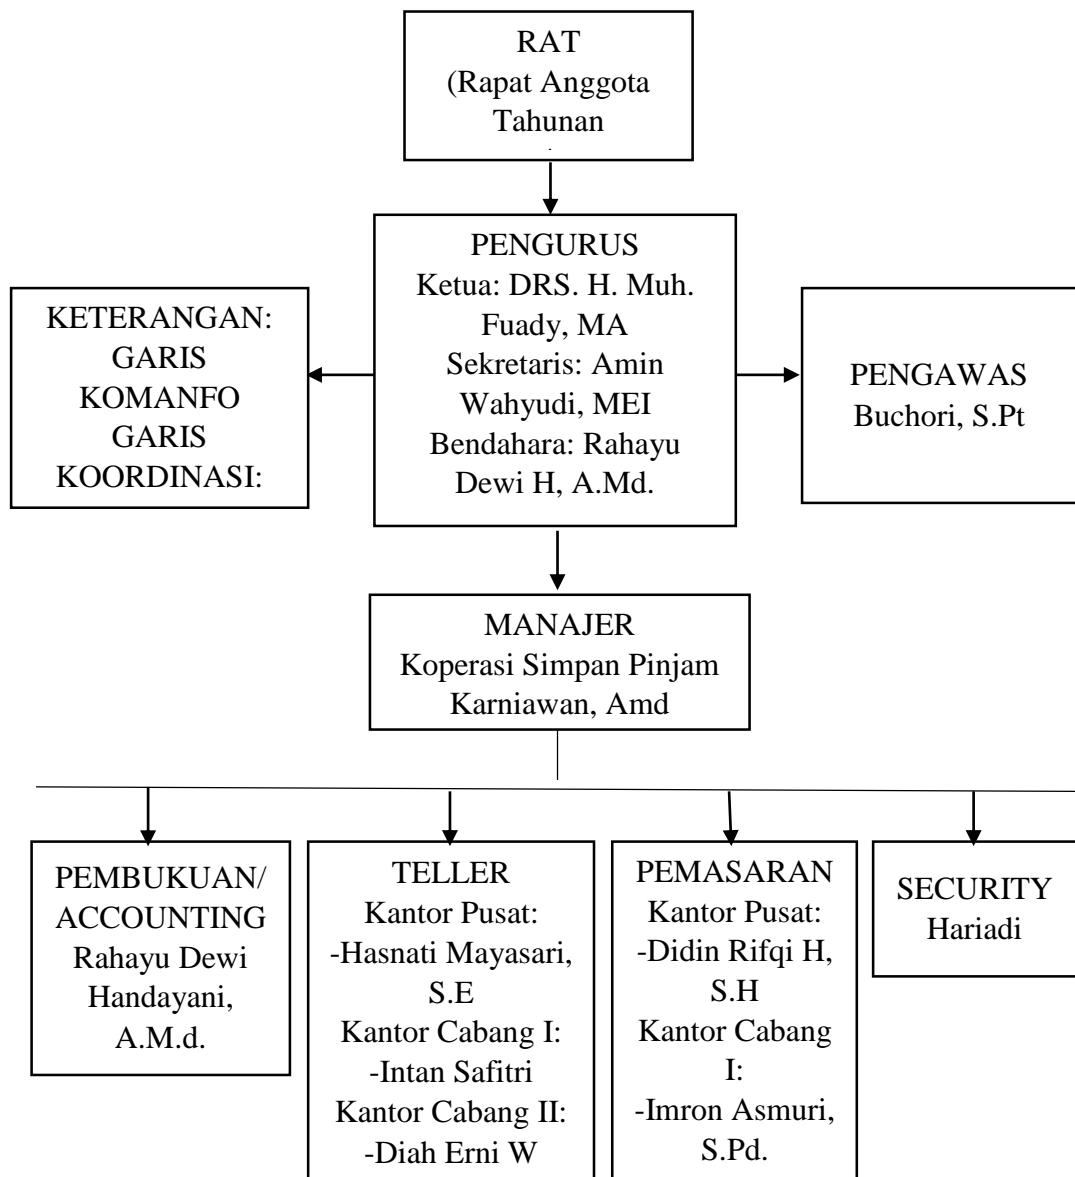 RAT
(Rapat Anggota
Tahunan
PENGURUS
Ketua: DRS. H. Muh.
Fuady, MA
Sekretaris: Amin
Wahyudi, MEI
Bendahara: Rahayu
Dewi H, A.Md.
KETERANGAN:
GARIS
KOMANFO
GARIS
KOORDINASI:
PENGAWAS
Buchori, S.Pt
MANAJER
Koperasi Simpan Pinjam
Karniawan, Amd
PEMBUKUAN/
ACCOUNTING
Rahayu Dewi
Handayani,
A.M.d.
TELLER
Kantor Pusat:
-Hasnati Mayasari,
S.E
Kantor Cabang I:
-Intan Safitri
Kantor Cabang II:
-Diah Erni W
PEMASARAN
Kantor Pusat:
-Didin Rifqi H,
S.H
Kantor Cabang
I:
-Imron Asmuri,
S.Pd.
SECURITY
Hariadi